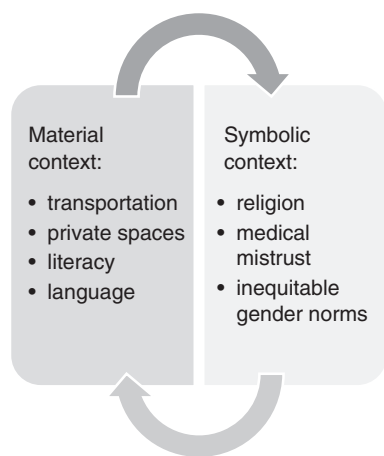 Material
context:
• transportation
• private spaces
• literacy
• language
Symbolic
context:
• religion
• medical
mistrust
• inequitable
gender norms